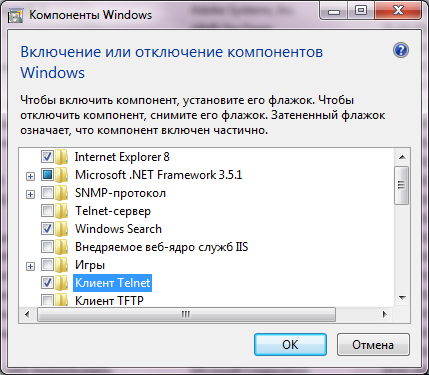 Компоненты Windows
Включение или отключение компонентов
Windows
Чтобы включить компонент, установите его флажок. Чтобы
отключить компонент, снимите его флажок. Затененный флажок
означает, что компонент включен частично.
Internet Explorer 8
Microsoft .NET Framework 3.5.1
SNMP-протокол
Telnet-сервер
Windows Search
Внедряемое веб-ядро служб IIS
Игры
Клиент Telnet
Клиент TFTP
ОК
Отмена